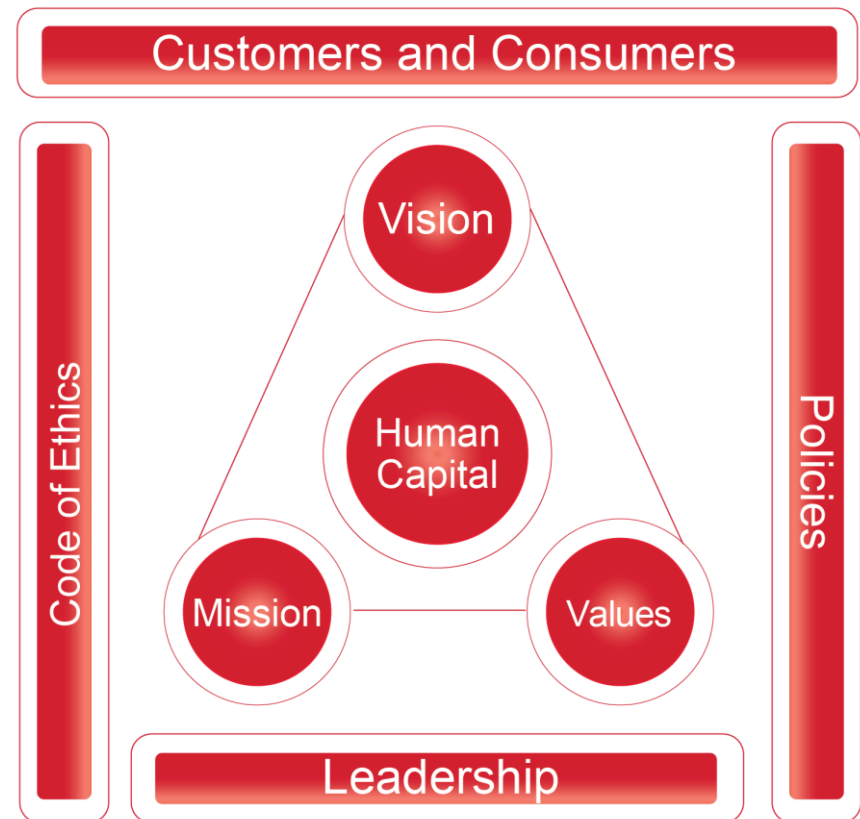 Customers and Consumers
Vision
Code of Ethics
Human
Capital
Policies
Mission
Values
Leadership